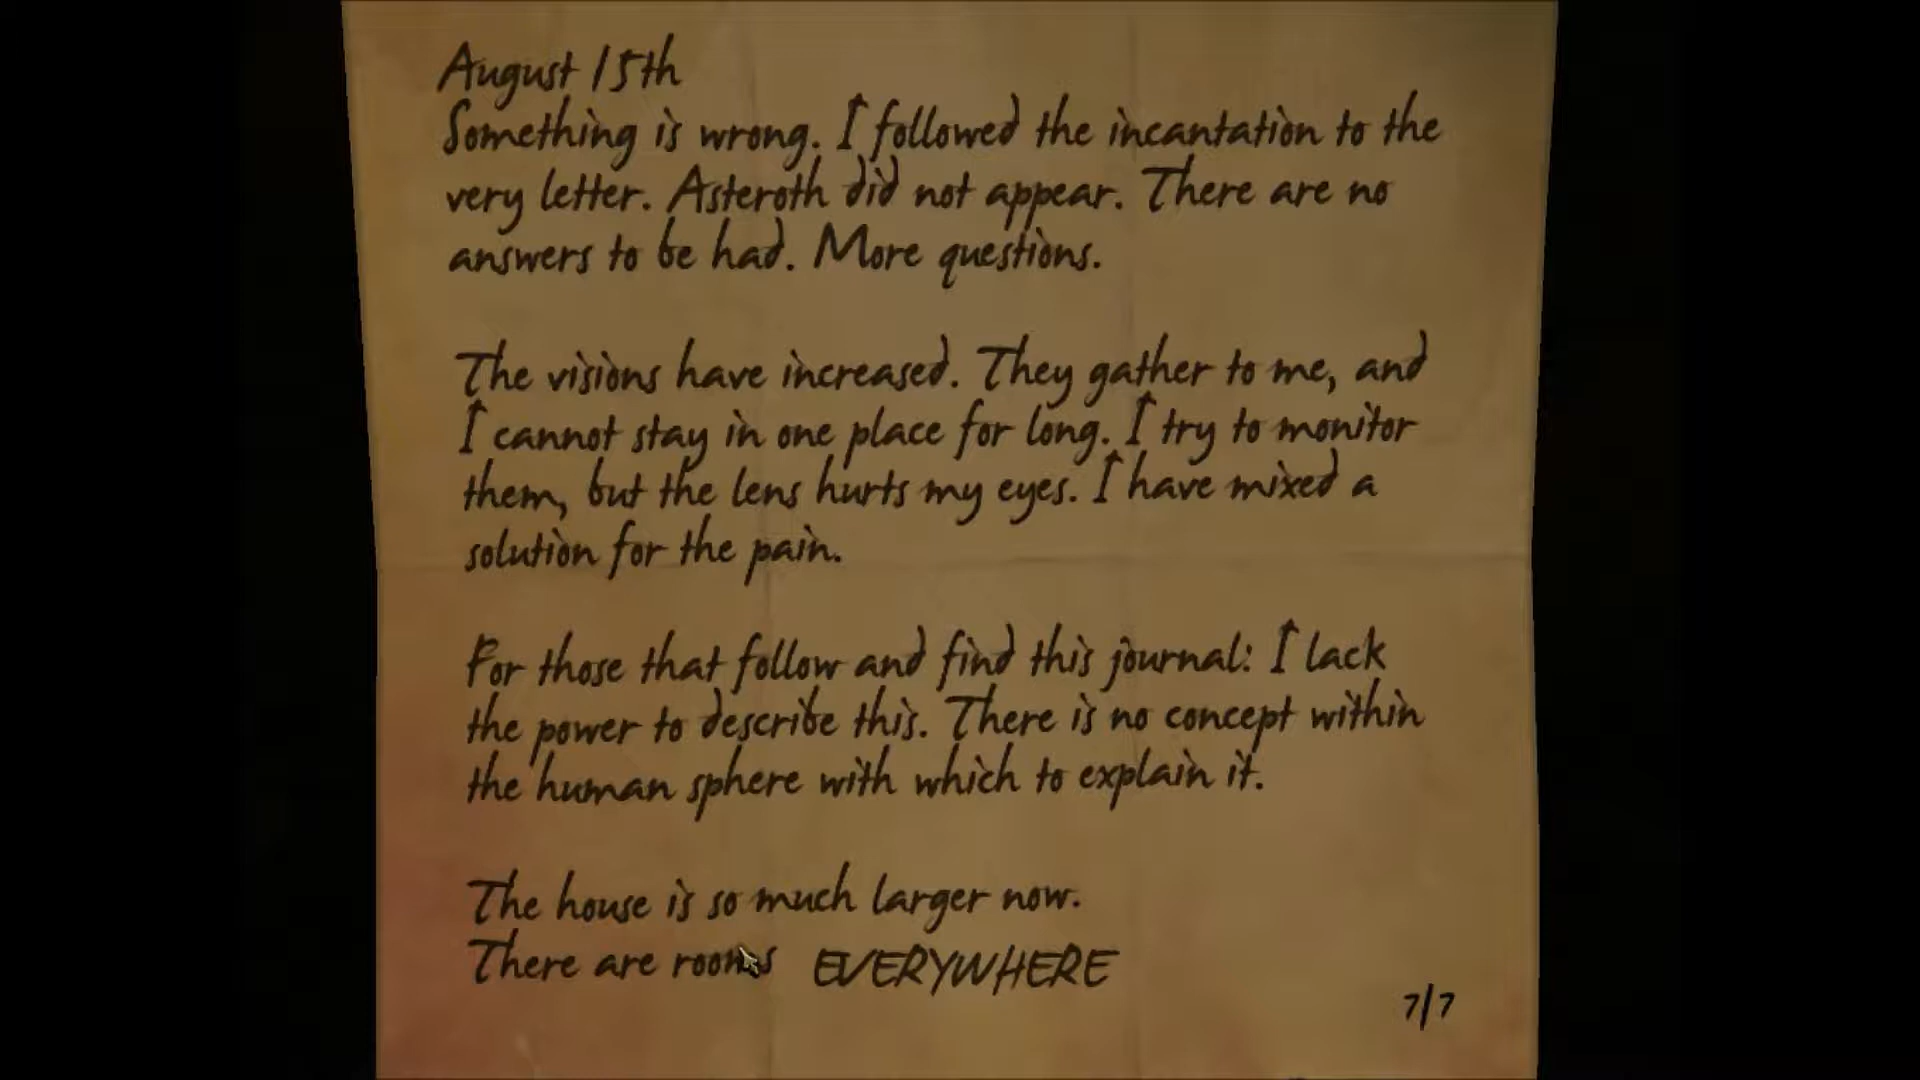 August 15th
Something is wrong. I followed the incantation to the
very letter. Asteroth did not appear. There are no
answers to be had. More questions.
The visions have increased. They gather to me, and
I cannot stay in one place for long. I try to monitor
them, but the lens hurts my eyes. I have mixed a
solution for the pain.
For those that follow and find this journal: I lack
the power to describe this. There is no concept within
the human sphere with which to explain it.
The house is so much larger now.
There are rooms EVERYWHERE
7/7